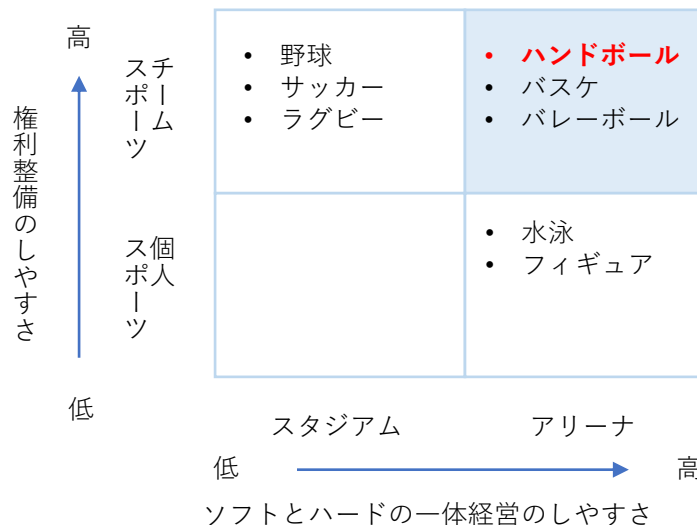 高
権利整備のしやすさ
低
チーム
スポーツ
個人
スポーツ
• 野球
• サッカー
• ラグビー
• ハンドボール
• バスケ
• バレーボール
• 水泳
• フィギュア
スタジアム
アリーナ
低
高
ソフトとハードの一体経営のしやすさ